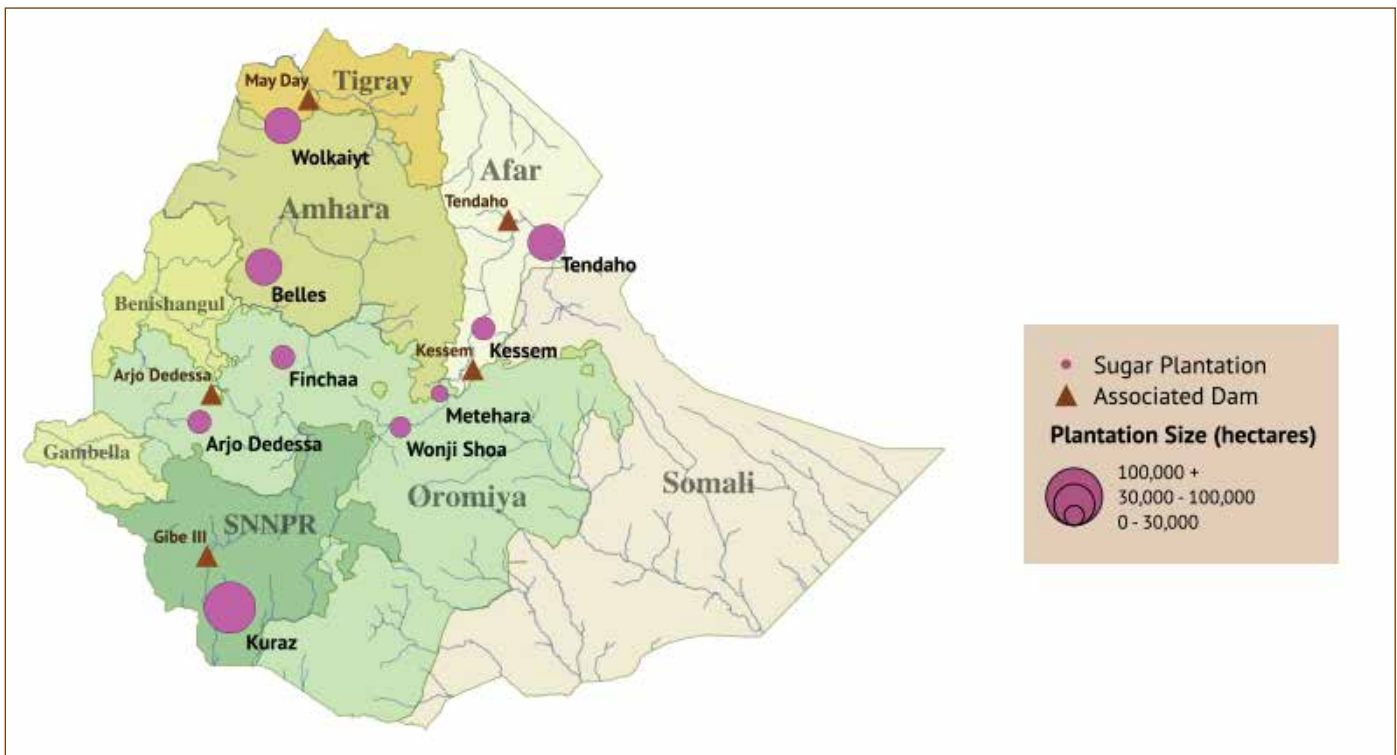 May Day
Tigray
Wolkaiyt
Afar
Tendaho
Amhara
Tendaho
Belles
Benishangul
Kessem
Kessem
Finchaa
Arjo Dedessa
Metehara
Arjo Dedessa
Wonji Shoa
Gambella
Oromiya
Somali
SNNPR
Gibe III
Kuraz
Sugar Plantation
Associated Dam
Plantation Size (hectares)
100,000 +
30,000 - 100,000
0 - 30,000